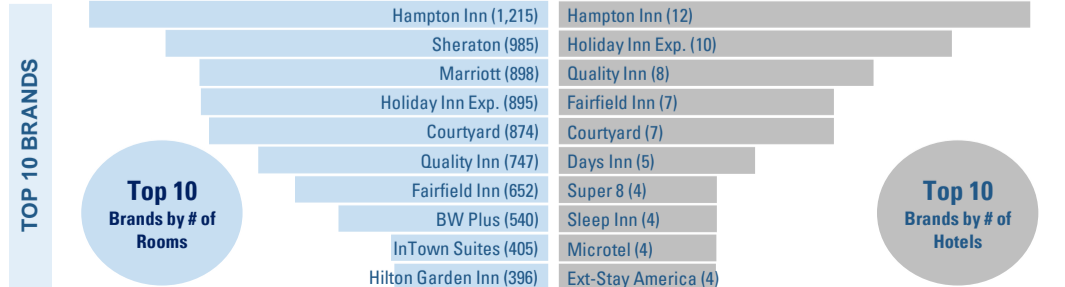 TOP 10 BRANDS
Hampton Inn (1,215)
Sheraton (985)
Marriott (898)
Holiday Inn Exp. (895)
Courtyard (874)
Quality Inn (747)
Fairfield Inn (652)
BW Plus (540)
InTown Suites (405)
Hilton Garden Inn (396)
Top 10
Brands by # of
Rooms
Hampton Inn (12)
Holiday Inn Exp. (10)
Quality Inn (8)
Fairfield Inn (7)
Courtyard (7)
Days Inn (5)
Super 8 (4)
Sleep Inn (4)
Microtel (4)
Ext-Stay America (4)
Top 10
Brands by # of
Hotels